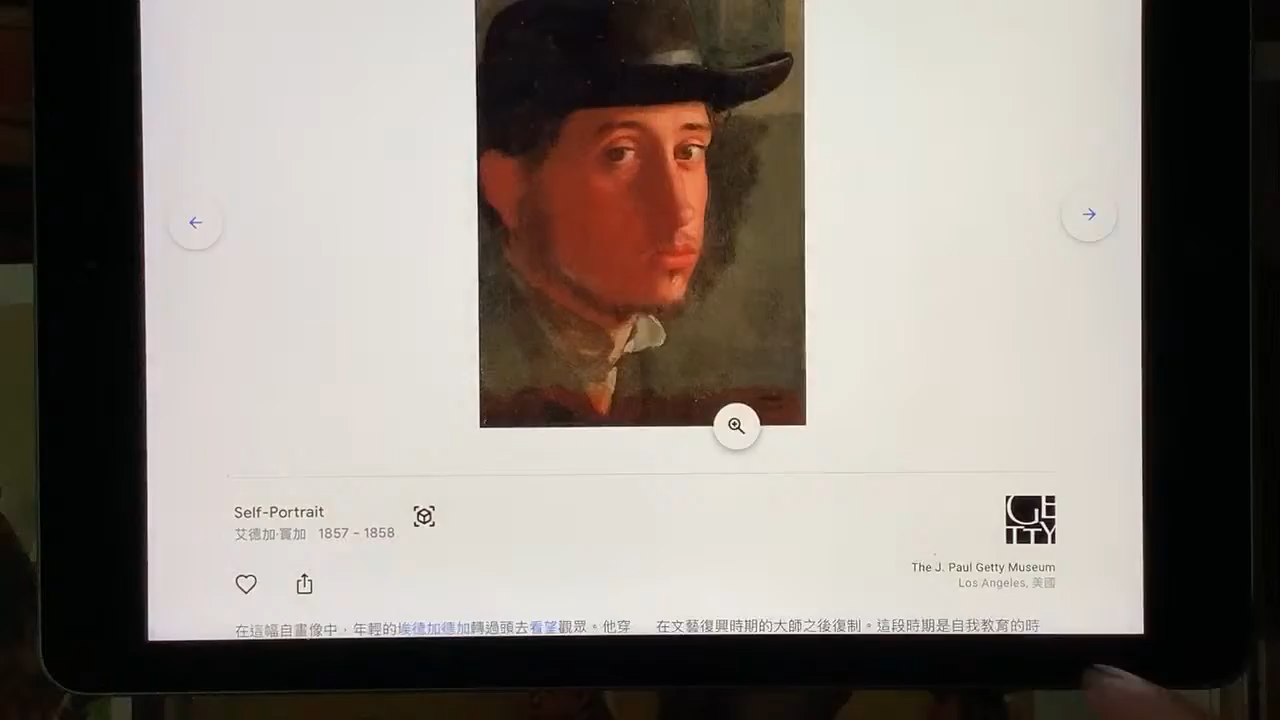 Self-Portrait
艾德加·竇加 1857 – 1858
GETTY
The J. Paul Getty Museum
Los Angeles, 美國
在這幅自畫像中，年輕的埃德加德加轉過頭去看望觀眾。他穿
在文藝復興時期的大師之後復制。這段時期是自我教育的時